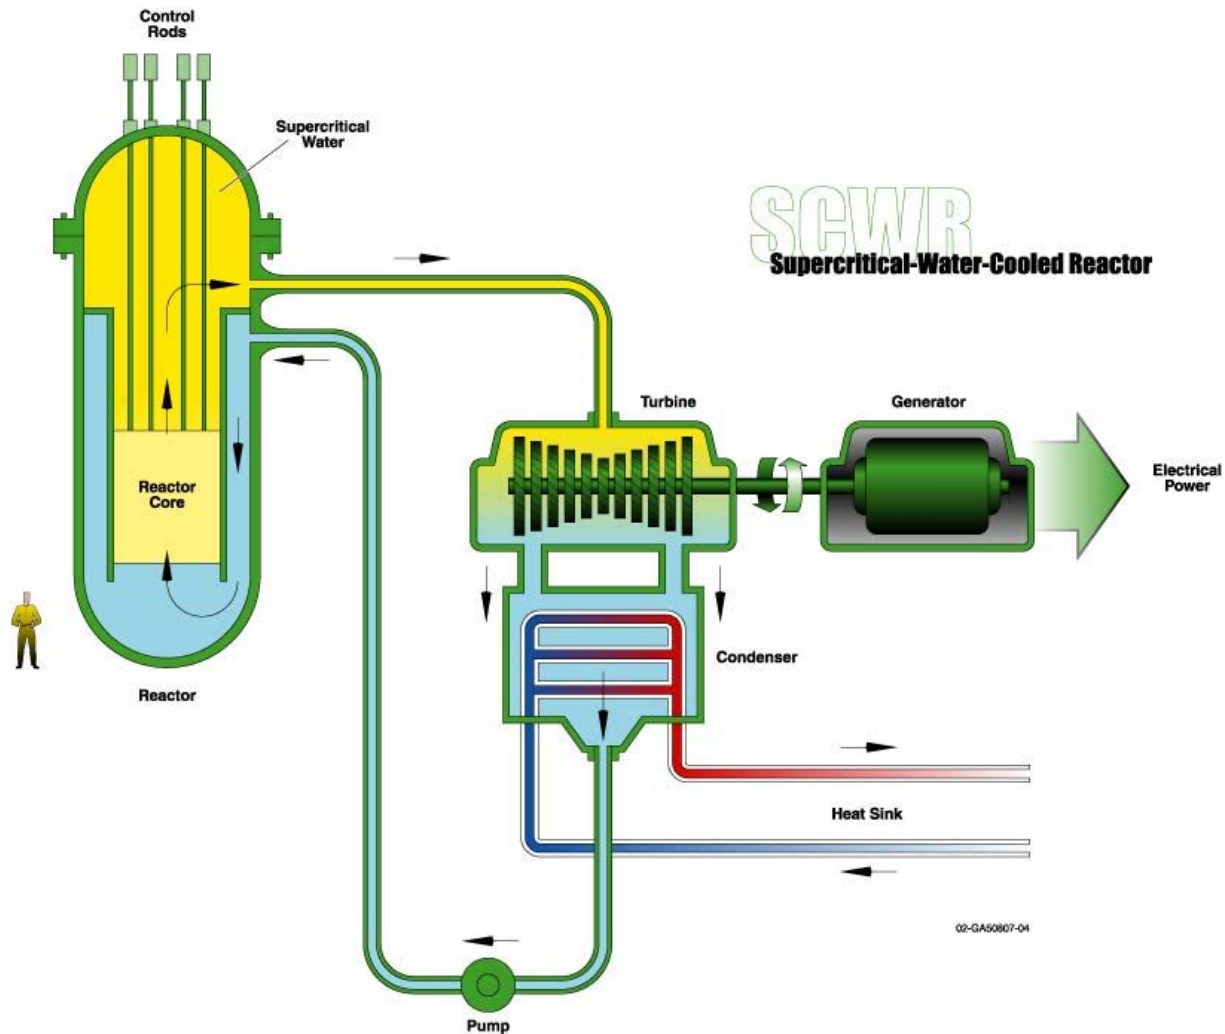 Control
Rods
Supercritical
Water
SCWR
Supercritical-Water-Cooled Reactor
Turbine
Generator
Electrical
Power
Reactor
Core
Condenser
Reactor
Heat Sink
02-GA50807-04
Pump